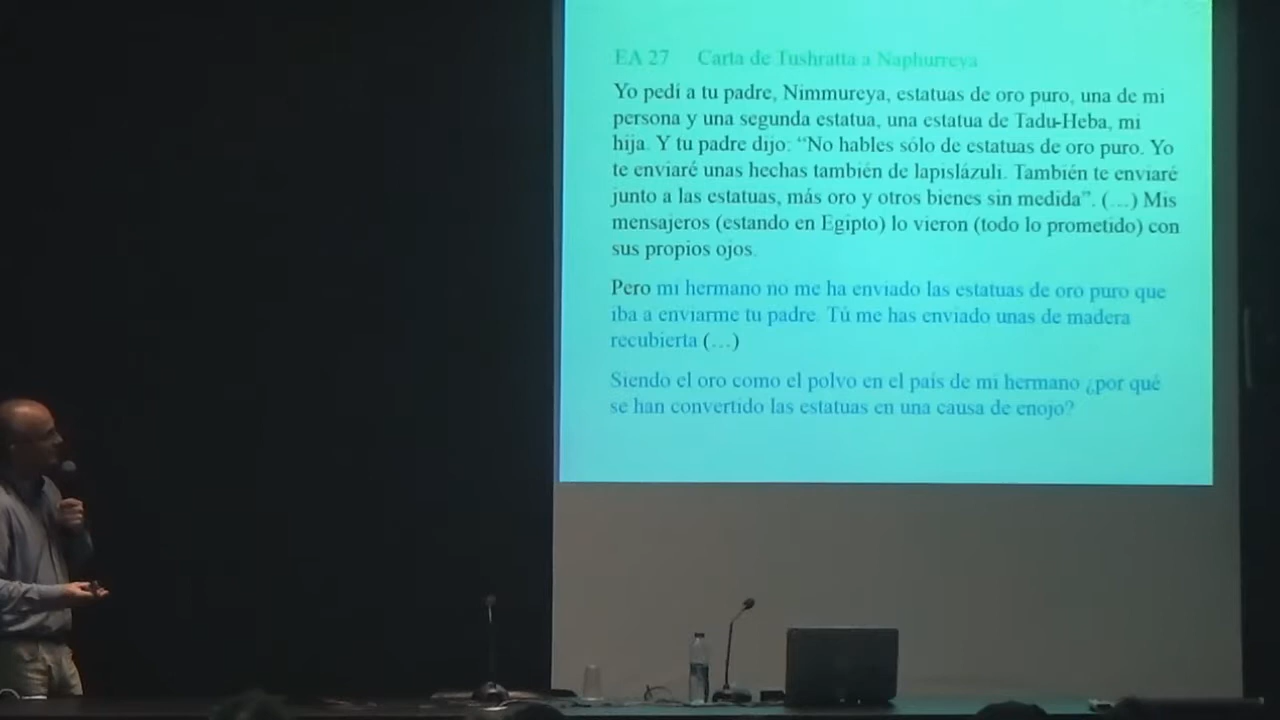 EA 27 Carta de Tushratta a Naphurreya
Yo pedí a tu padre, Nimmureya, estatuas de oro puro, una de mi
persona y una segunda estatua, una estatua de Tadu-Heba, mi
hija. Y tu padre dijo: “No hables sólo de estatuas de oro puro. Yo
te enviaré unas hechas también de lapislázuli. También te enviaré
junto a las estatuas, más oro y otros bienes sin medida”. (...) Mis
mensajeros (estando en Egipto) lo vieron (todo lo prometido) con
sus propios ojos.
Pero mi hermano no me ha enviado las estatuas de oro puro que
iba a enviarme tu padre. Tú me has enviado unas de madera
recubierta (...)
Siendo el oro como el polvo en el país de mi hermano ¿por qué
se han convertido las estatuas en una causa de enojo?